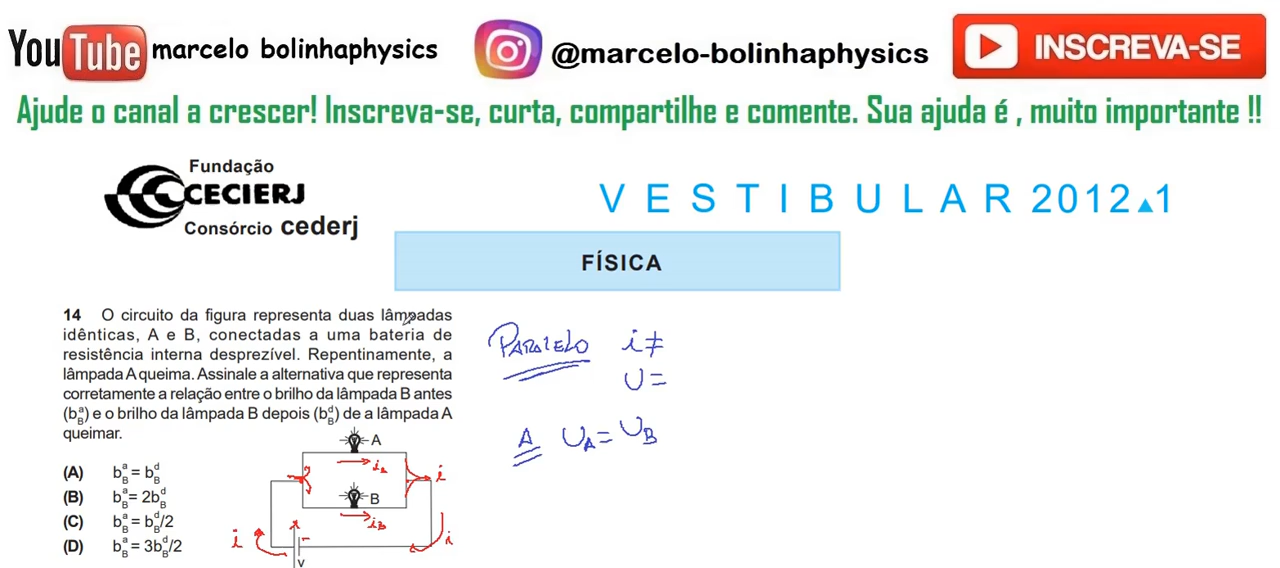 YouTube marcelo bolinhaphysics @marcelo-bolinhaphysics INSCREVA-SE
Ajude o canal a crescer! Inscreva-se, curta, compartilhe e comente. Sua ajuda é , muito importante !!
Fundação
CECIERJ
Consórcio cederj
VESTIBULAR 2012▲1
FÍSICA
14 O circuito da figura representa duas lâmpadas
idênticas, A e B, conectadas a uma bateria de
resistência interna desprezível. Repentinamente, a
lâmpada A queima. Assinale a alternativa que representa
corretamente a relação entre o brilho da lâmpada B antes
(b_B^a) e o brilho da lâmpada B depois (b_B^d) de a lâmpada A
queimar.
(A) b_B^a = b_B^d
(B) b_B^a = 2b_B^d
(C) b_B^a = b_B^d/2
(D) b_B^a = 3b_B^d/2
A
i_A
i
B
i_B
i
i
V
PARALELO i ≠
U =
A U_A = U_B